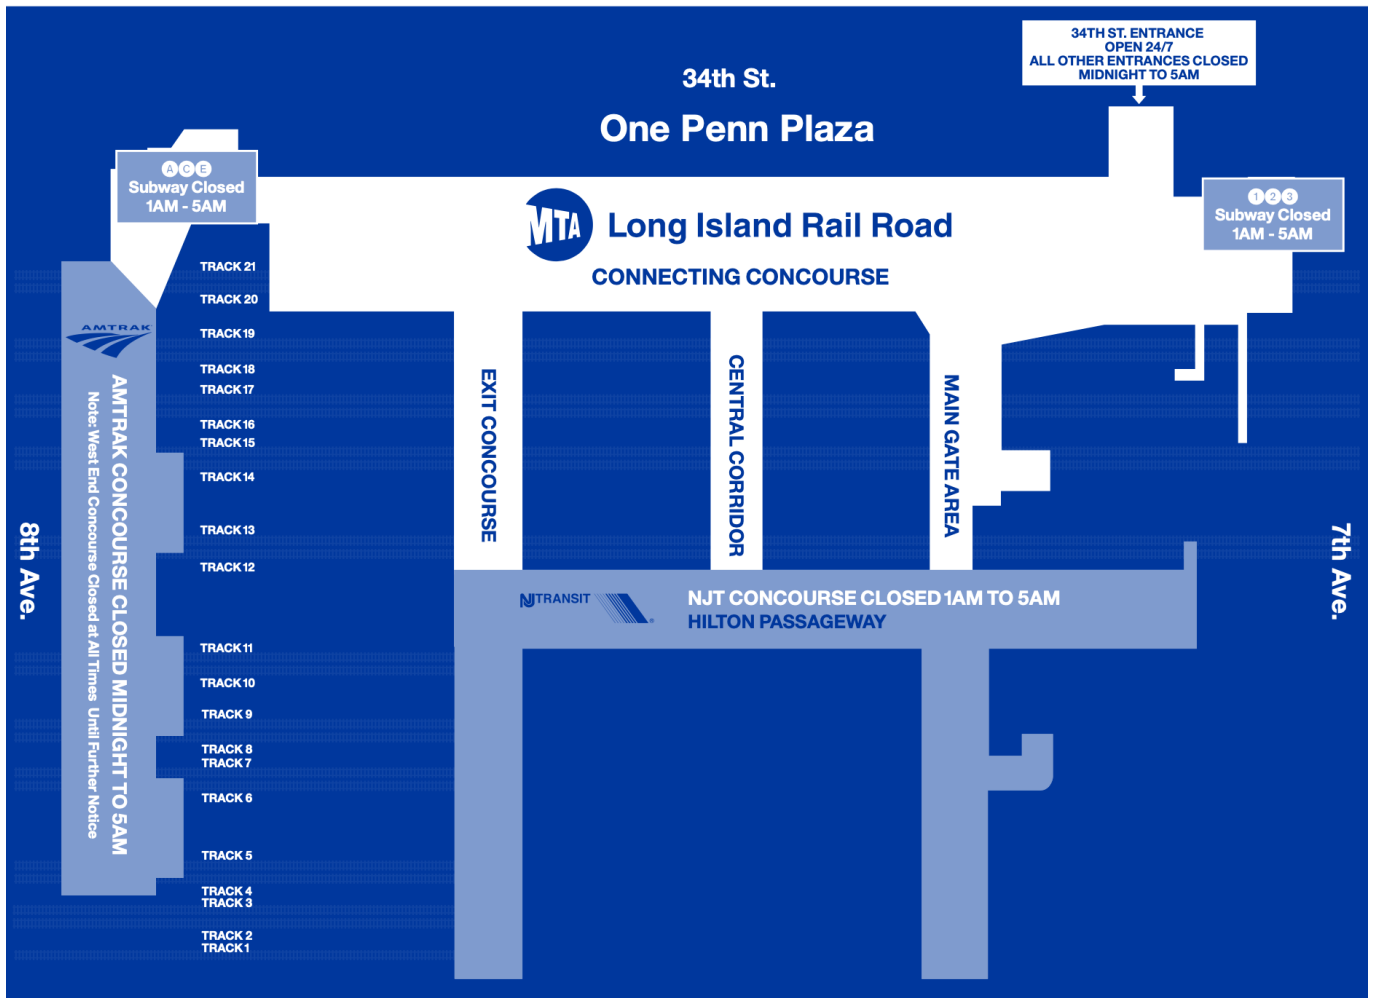 34TH ST. ENTRANCE
OPEN 24/7
ALL OTHER ENTRANCES CLOSED
MIDNIGHT TO 5AM
34th St.
One Penn Plaza
A C E
Subway Closed
1AM - 5AM
1 2 3
Subway Closed
1AM - 5AM
MTA
Long Island Rail Road
CONNECTING CONCOURSE
TRACK 21
TRACK 20
TRACK 19
TRACK 18
TRACK 17
TRACK 16
TRACK 15
TRACK 14
TRACK 13
TRACK 12
TRACK 11
TRACK 10
TRACK 9
TRACK 8
TRACK 7
TRACK 6
TRACK 5
TRACK 4
TRACK 3
TRACK 2
TRACK 1
AMTRAK
AMTRAK CONCOURSE CLOSED MIDNIGHT TO 5AM
Note: West End Concourse Closed at All Times Until Further Notice
8th Ave.
EXIT CONCOURSE
CENTRAL CORRIDOR
MAIN GATE AREA
7th Ave.
NJTRANSIT
NJT CONCOURSE CLOSED 1AM TO 5AM
HILTON PASSAGEWAY